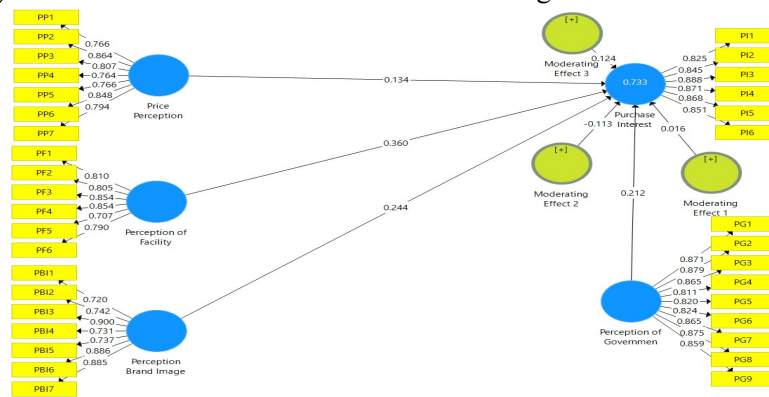 PP1
PP2
PP3
PP4
PP5
PP6
PP7
0.766
0.864
0.807
0.764
0.766
0.848
0.794
Price
Perception
0.134
PF1
PF2
PF3
PF4
PF5
PF6
0.810
0.805
0.854
0.854
0.707
0.790
Perception of
Facility
0.360
PBI1
PBI2
PBI3
PBI4
PBI5
PBI6
PBI7
0.720
0.742
0.900
0.731
0.737
0.886
0.885
Perception
Brand Image
0.244
[+]
Moderating
Effect 3
0.124
0.733
Purchase
Interest
0.825
0.845
0.888
0.871
0.868
0.851
PI1
PI2
PI3
PI4
PI5
PI6
-0.113
[+]
Moderating
Effect 2
0.016
[+]
Moderating
Effect 1
0.212
Perception of
Governmen
0.871
0.879
0.865
0.811
0.820
0.824
0.865
0.875
0.859
PG1
PG2
PG3
PG4
PG5
PG6
PG7
PG8
PG9